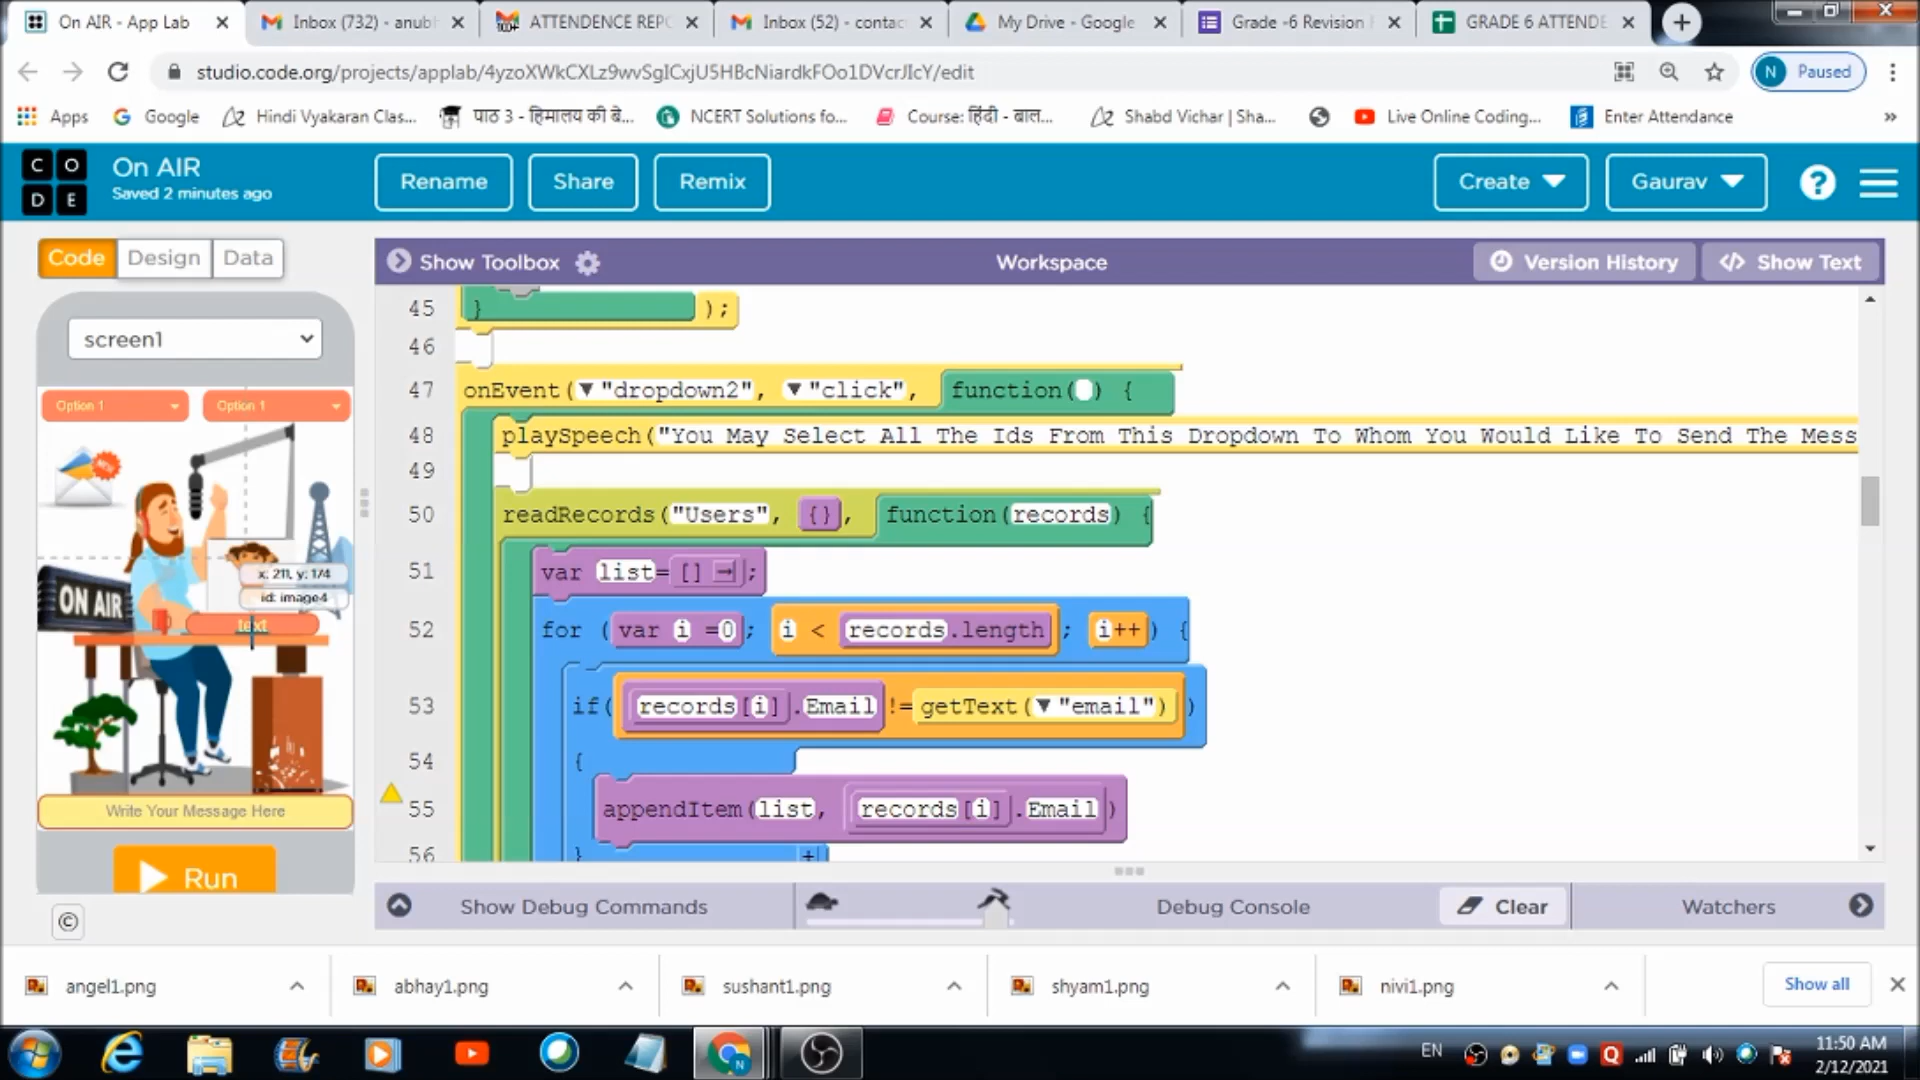 On AIR - App Lab
Inbox (732) - anub
ATTENDENCE REPO
Inbox (52) - contac
My Drive - Google
Grade -6 Revision
GRADE 6 ATTENDE
studio.code.org/projects/applab/4yzoXWkCXLz9wvSgICxjU5HBcNiardkFOo1DVcrJIcY/edit
N Paused
Apps
Google
Hindi Vyakaran Clas...
पाठ 3 - हिमालय की बे...
NCERT Solutions fo...
Course: हिंदी - बाल...
Shabd Vichar | Sha...
Live Online Coding...
Enter Attendance
»
C O
D E
On AIR
Saved 2 minutes ago
Rename
Share
Remix
Create
Gaurav
?
Code
Design
Data
Show Toolbox
Workspace
Version History
</> Show Text
screen1
Option 1
Option 1
NEW
ON AIR
x: 211, y: 174
id: image4
text
Write Your Message Here
Run
©
45 } );
46
47 onEvent(▼"dropdown2", ▼"click", function( ) {
48 playSpeech("You May Select All The Ids From This Dropdown To Whom You Would Like To Send The Mess
49
50 readRecords("Users", {}, function(records) {
51 var list= [] → ;
52 for (var i =0; i < records.length; i++) {
53 if( records[i].Email != getText(▼"email") )
54 {
55 appendItem(list, records[i].Email)
56 } +
Show Debug Commands
Debug Console
Clear
Watchers
angel1.png
abhay1.png
sushant1.png
shyam1.png
nivi1.png
Show all
EN
11:50 AM
2/12/2021